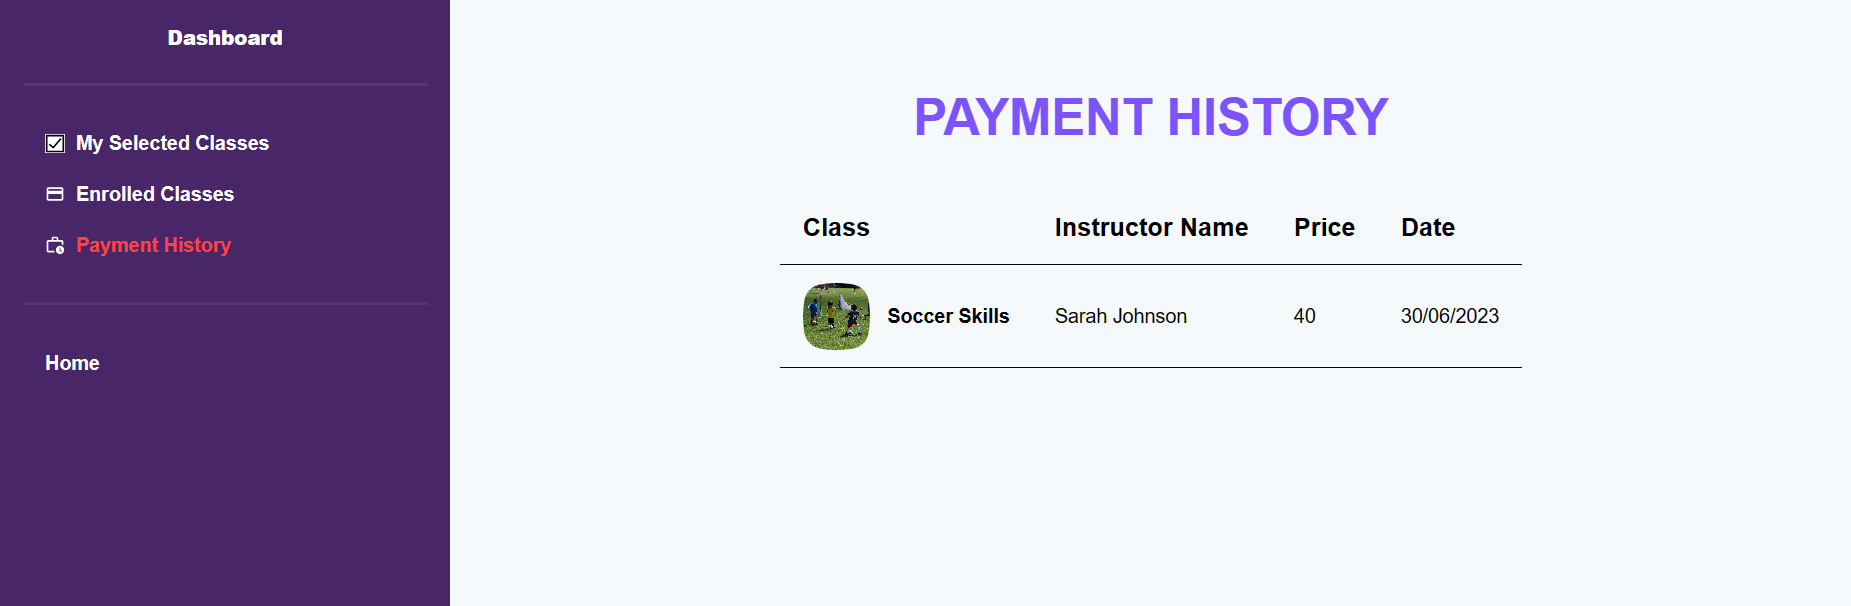 Dashboard
My Selected Classes
Enrolled Classes
Payment History
Home
PAYMENT HISTORY
Class Instructor Name Price Date
Soccer Skills Sarah Johnson 40 30/06/2023